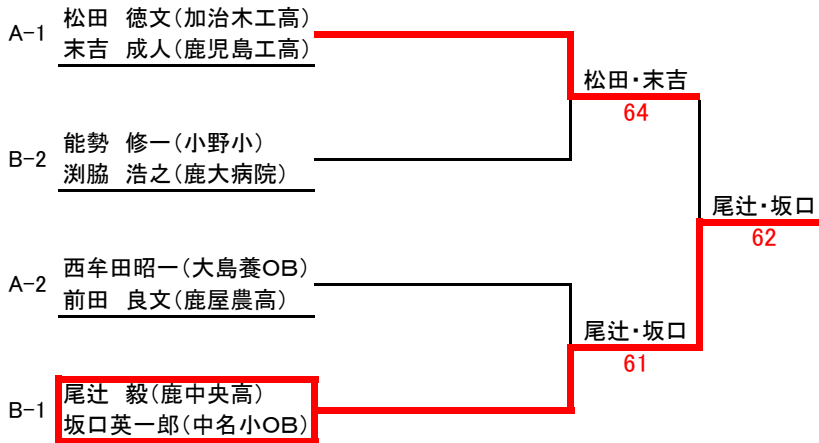 A-1
松田　徳文(加治木工高)
末吉　成人(鹿児島工高)
松田・末吉
64
B-2
能勢　修一(小野小)
渕脇　浩之(鹿大病院)
尾辻・坂口
62
A-2
西牟田昭一(大島養OB)
前田　良文(鹿屋農高)
尾辻・坂口
61
B-1
尾辻　毅(鹿中央高)
坂口英一郎(中名小OB)